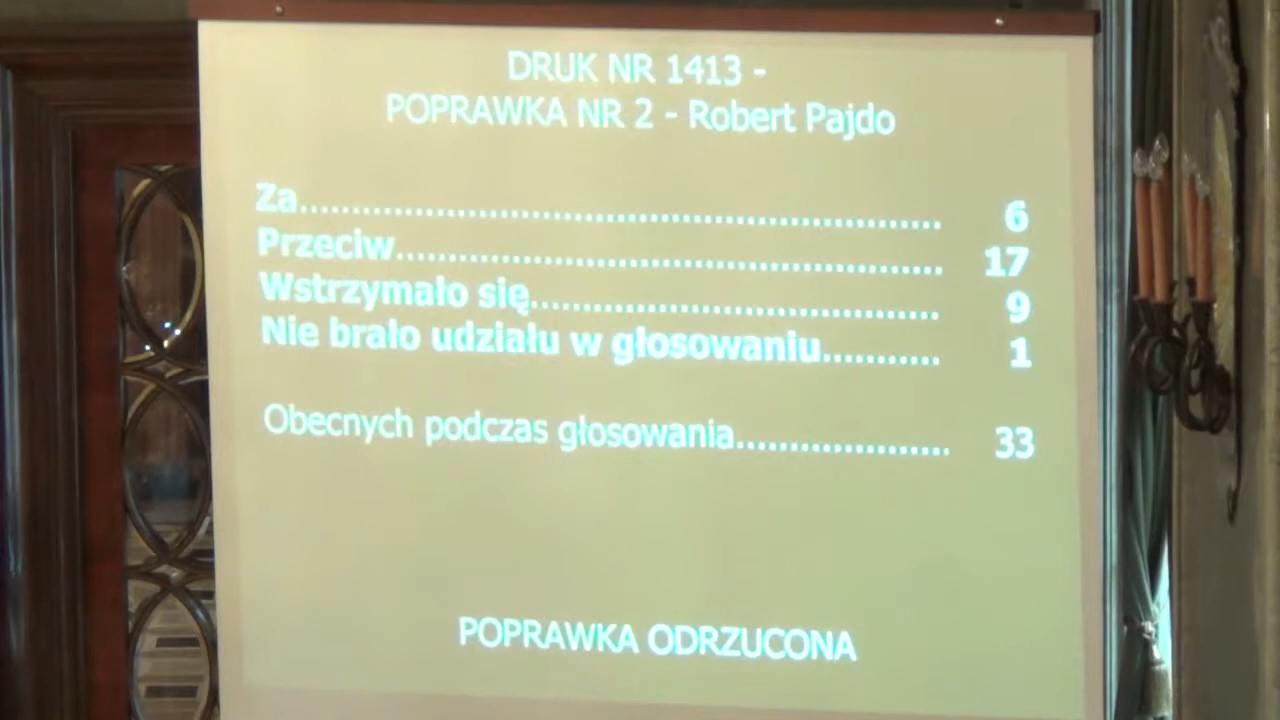 DRUK NR 1413 -
POPRAWKA NR 2 - Robert Pajdo
Za.......................................................................... 6
Przeciw............................................................... 17
Wstrzymało się............................................... 9
Nie brało udziału w głosowaniu........... 1
Obecnych podczas głosowania.................... 33
POPRAWKA ODRZUCONA